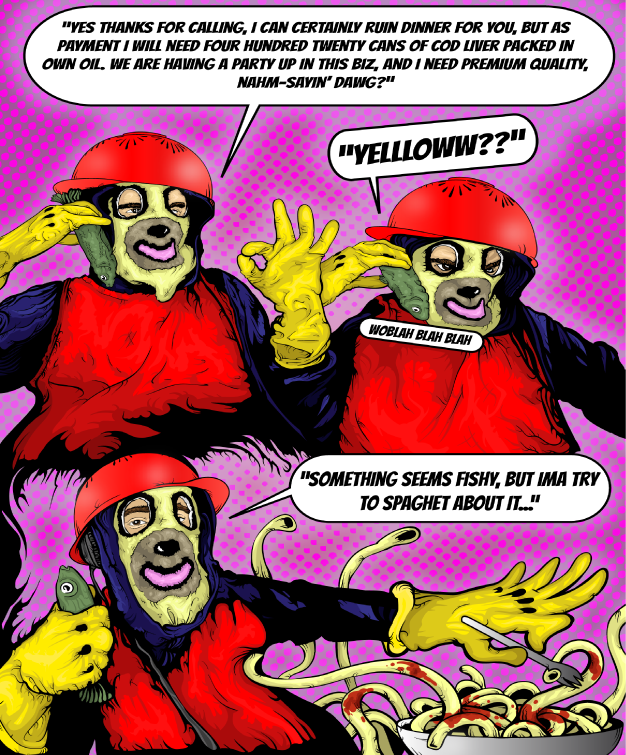 "YES THANKS FOR CALLING, I CAN CERTAINLY RUIN DINNER FOR YOU, BUT AS
PAYMENT I WILL NEED FOUR HUNDRED TWENTY CANS OF COD LIVER PACKED IN
OWN OIL. WE ARE HAVING A PARTY UP IN THIS BIZ, AND I NEED PREMIUM QUALITY,
NAHM-SAYIN' DAWG?"
"YELLLOWW??"
WOBLAH BLAH BLAH
"SOMETHING SEEMS FISHY, BUT IMA TRY
TO SPAGHET ABOUT IT..."